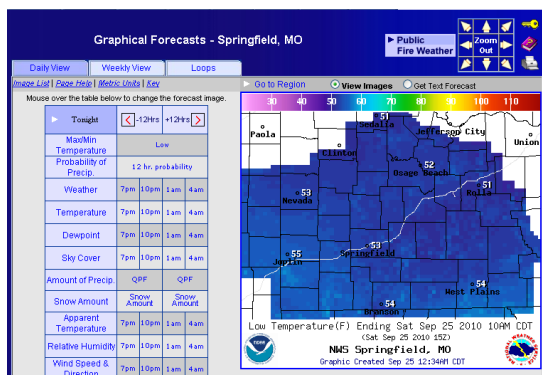 Graphical Forecasts - Springfield, MO
Public
Fire Weather
Zoom
Out
Daily View
Weekly View
Loops
Image List | Page Help | Metric Units | Key
Go to Region
View Images
Get Text Forecast
Mouse over the table below to change the forecast image.
Tonight
-12Hrs
+12Hrs
Max/Min
Temperature
Low
Probability of
Precip.
12 hr. probability
Weather
7pm 10pm 1am 4am
Temperature
7pm 10pm 1am 4am
Dewpoint
7pm 10pm 1am 4am
Sky Cover
7pm 10pm 1am 4am
Amount of Precip.
QPF
QPF
Snow Amount
Snow
Amount
Snow
Amount
Apparent
Temperature
7pm 10pm 1am 4am
Relative Humidity
7pm 10pm 1am 4am
Wind Speed &
Direction
7pm 10pm 1am 4am
30 40 50 60 70 80 90 100 110
51
Sedalia
Jefferson City
Paola
Union
Clinton
52
Osage Beach
51
Rolla
53
Nevada
53
Springfield
55
Joplin
54
West Plains
54
Branson
Low Temperature(F) Ending Sat Sep 25 2010 10AM CDT
(Sat Sep 25 2010 15Z)
NWS Springfield, MO
Graphic Created Sep 25 12:34AM CDT